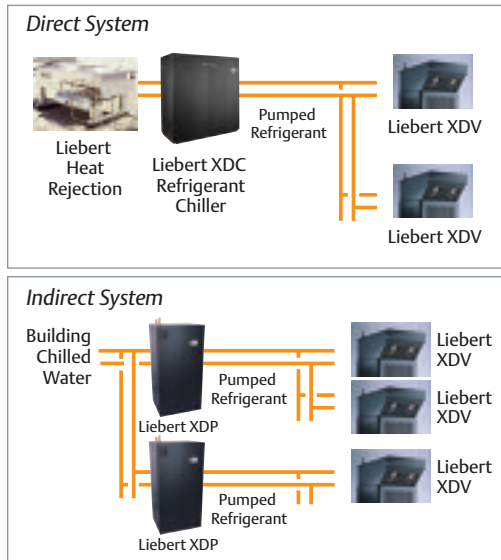 Direct System
Liebert
Heat
Rejection
Liebert XDC
Refrigerant
Chiller
Pumped
Refrigerant
Liebert XDV
Liebert XDV
Indirect System
Building
Chilled
Water
Liebert XDP
Pumped
Refrigerant
Liebert
XDV
Liebert
XDV
Liebert XDP
Pumped
Refrigerant
Liebert
XDV